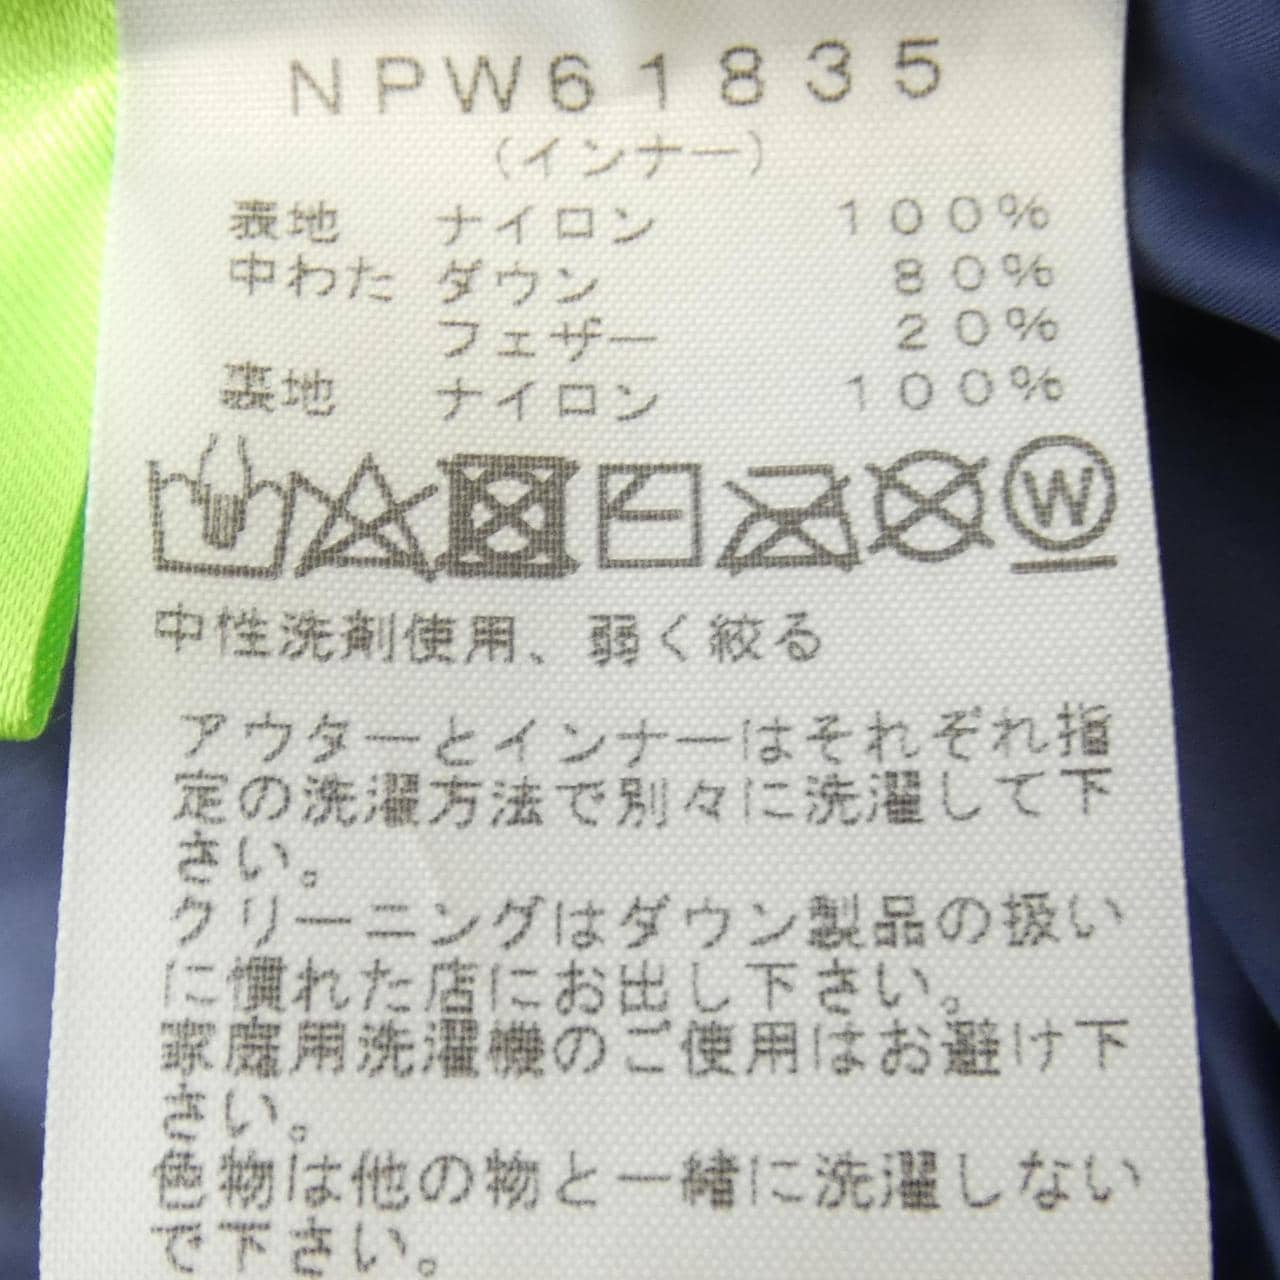 NPW61835
(インナー)
表地 ナイロン 100%
中わた ダウン 80%
フェザー 20%
裏地 ナイロン 100%
W
中性洗剤使用、弱く絞る
アウターとインナーはそれぞれ指
定の洗濯方法で別々に洗濯して下
さい。
クリーニングはダウン製品の扱い
に慣れた店にお出し下さい。
家庭用洗濯機のご使用はお避け下
さい。
色物は他の物と一緒に洗濯しない
で下さい。